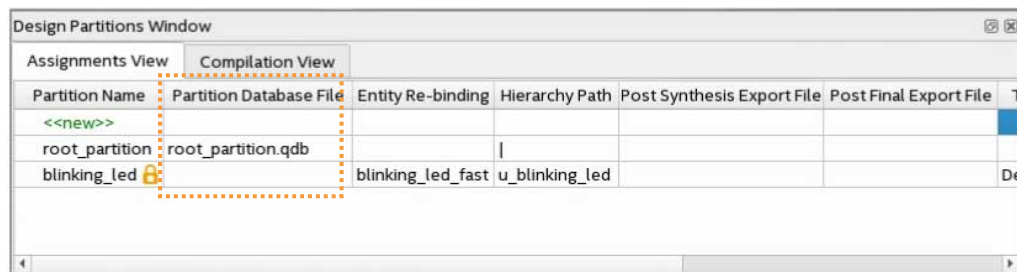 Design Partitions Window
Assignments View Compilation View
Partition Name Partition Database File Entity Re-binding Hierarchy Path Post Synthesis Export File Post Final Export File T
<<new>>
root_partition root_partition.qdb |
blinking_led blinking_led_fast u_blinking_led De